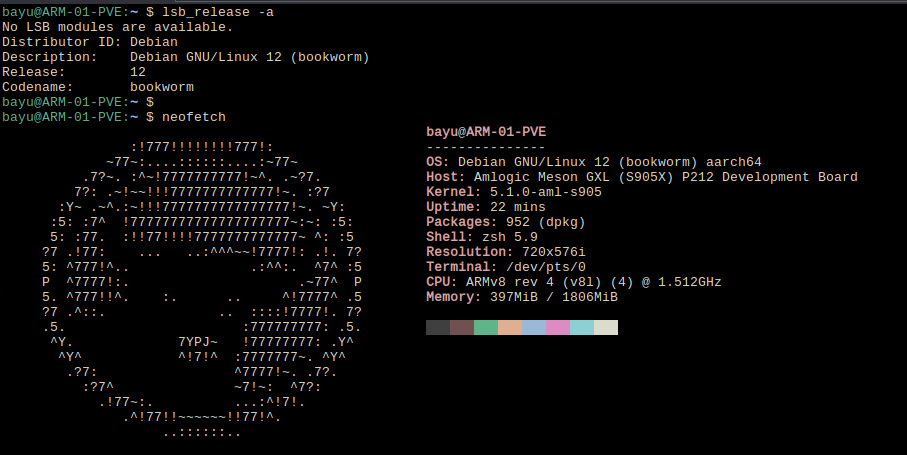 bayu@ARM-01-PVE:~ $ lsb_release -a
No LSB modules are available.
Distributor ID: Debian
Description:    Debian GNU/Linux 12 (bookworm)
Release:        12
Codename:       bookworm
bayu@ARM-01-PVE:~ $
bayu@ARM-01-PVE:~ $ neofetch
bayu@ARM-01-PVE
---------------
OS: Debian GNU/Linux 12 (bookworm) aarch64
Host: Amlogic Meson GXL (S905X) P212 Development Board
Kernel: 5.1.0-aml-s905
Uptime: 22 mins
Packages: 952 (dpkg)
Shell: zsh 5.9
Resolution: 720x576i
Terminal: /dev/pts/0
CPU: ARMv8 rev 4 (v8l) (4) @ 1.512GHz
Memory: 397MiB / 1806MiB